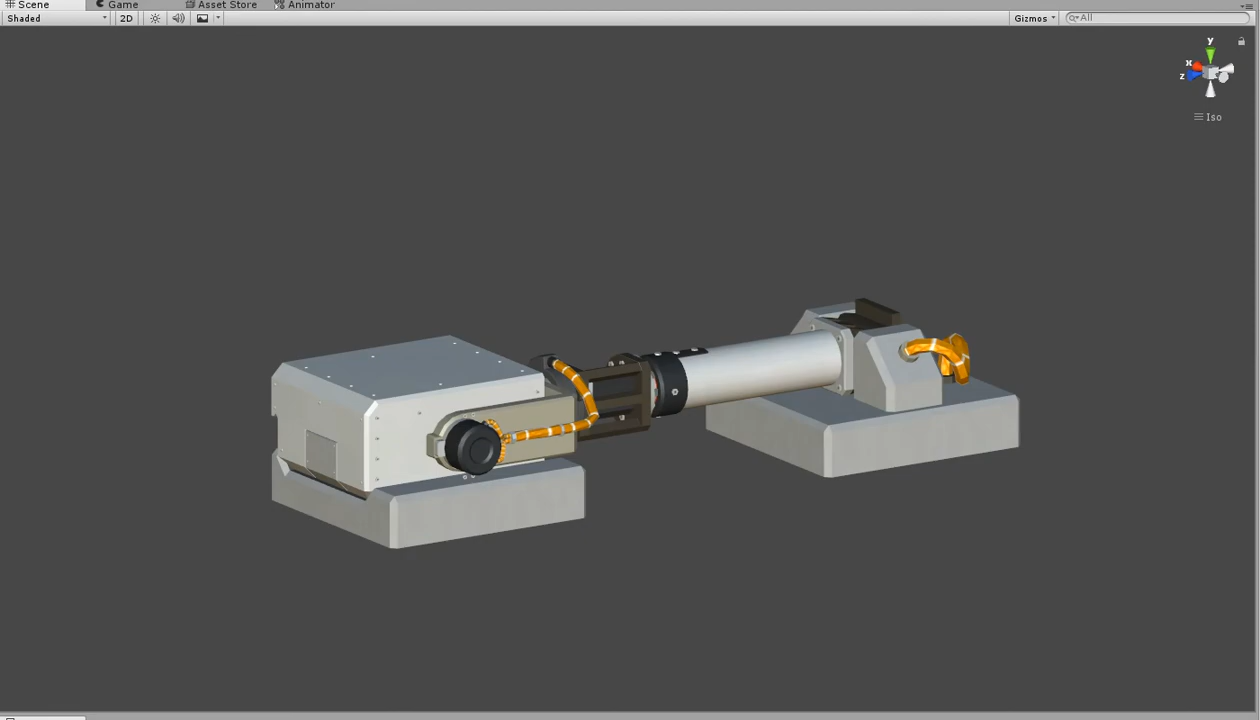 Scene Game Asset Store Animator
Shaded 2D Gizmos All
y
x
z
Iso